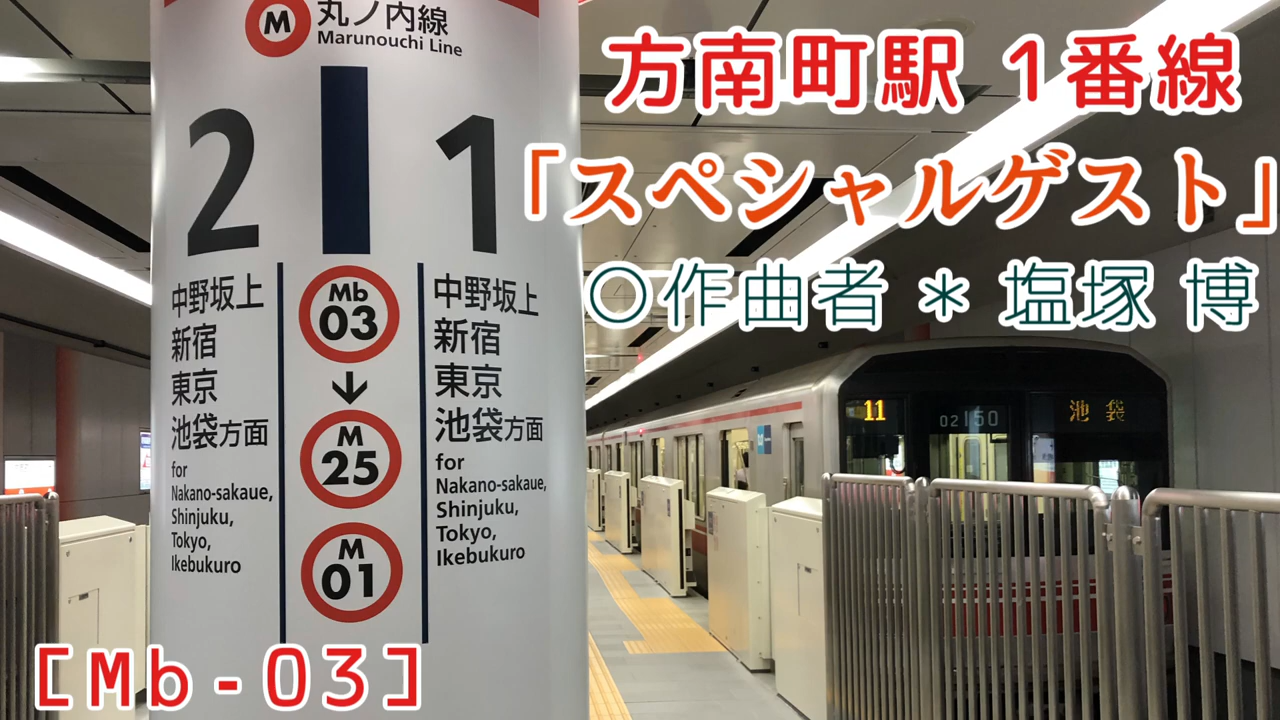 M 丸ノ内線
Marunouchi Line
2 1
中野坂上
新宿
東京
池袋方面
for
Nakano-sakaue,
Shinjuku,
Tokyo,
Ikebukuro
Mb
03
↓
M
25
M
01
中野坂上
新宿
東京
池袋方面
for
Nakano-sakaue,
Shinjuku,
Tokyo,
Ikebukuro
方南町駅 1番線
「スペシャルゲスト」
○作曲者 * 塩塚 博
11 02150 池袋
[Mb-03]